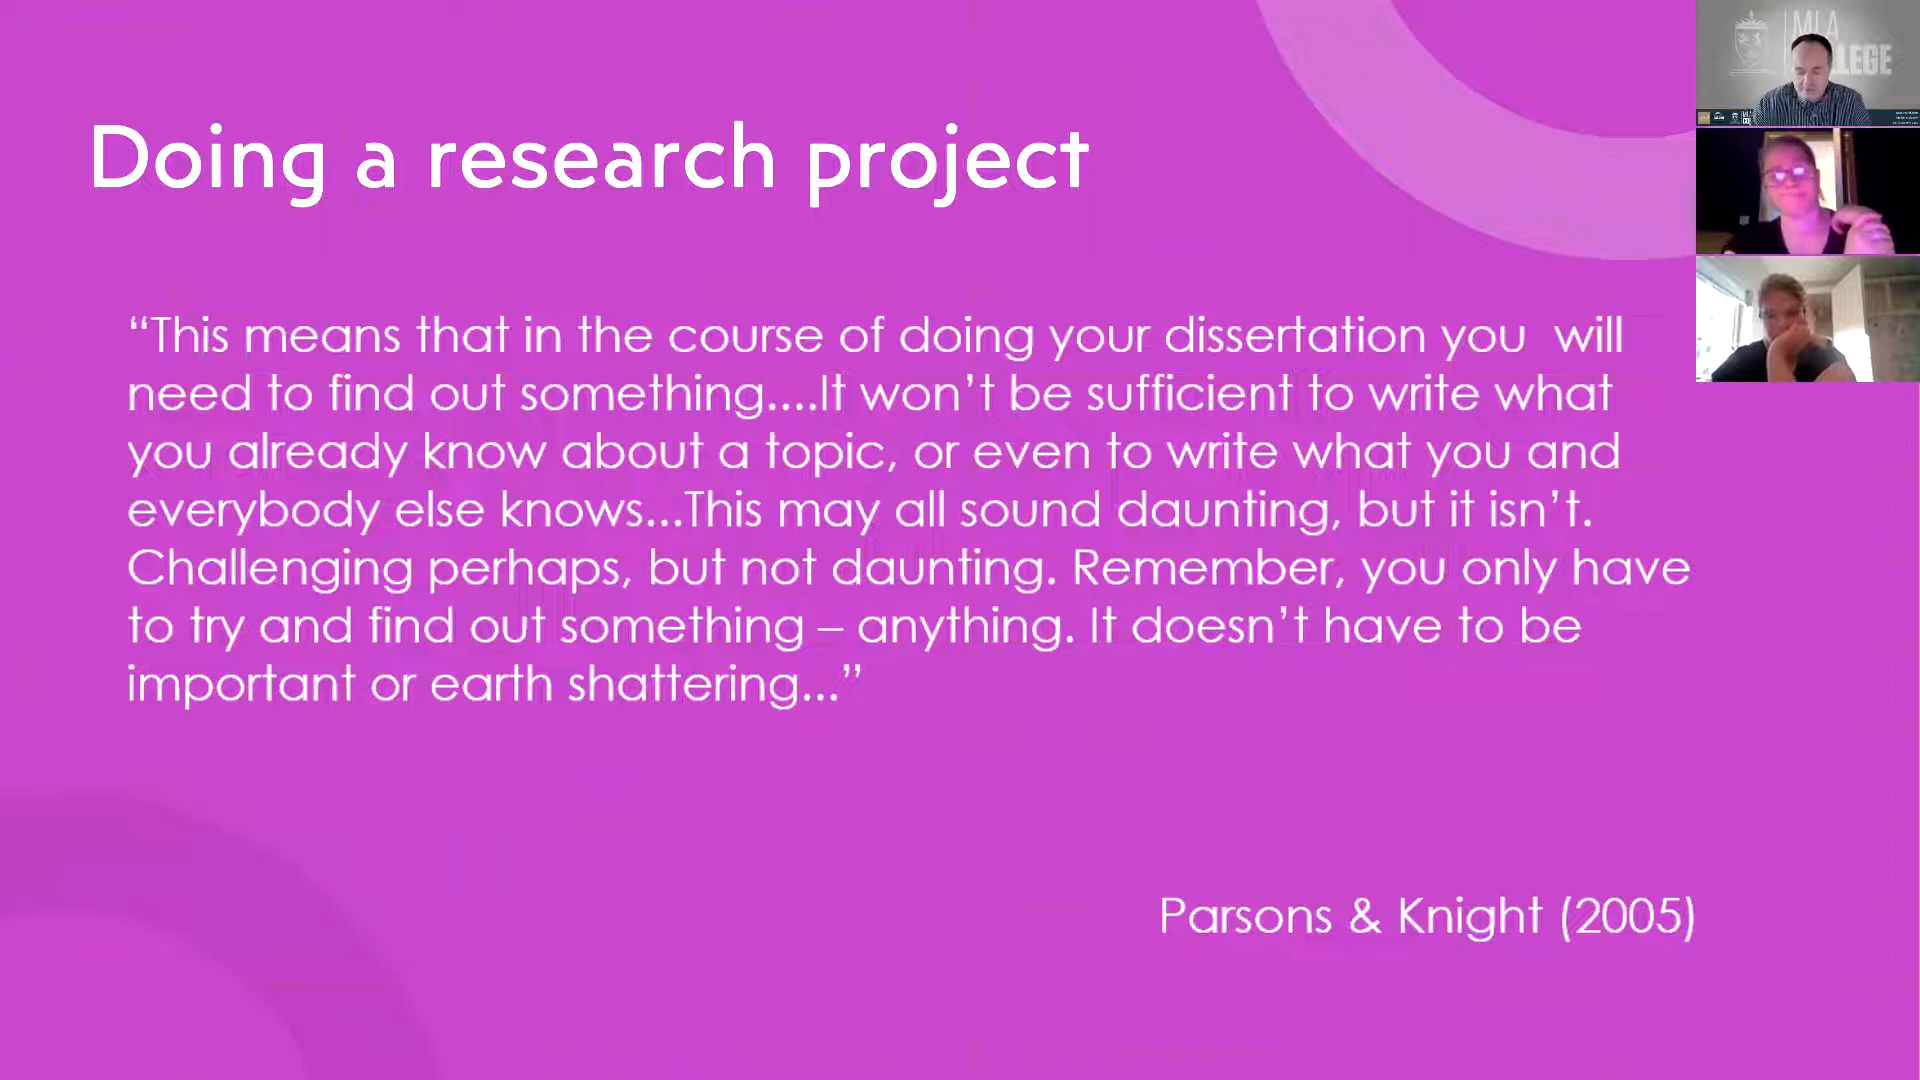 Doing a research project
“This means that in the course of doing your dissertation you will
need to find out something....It won’t be sufficient to write what
you already know about a topic, or even to write what you and
everybody else knows...This may all sound daunting, but it isn’t.
Challenging perhaps, but not daunting. Remember, you only have
to try and find out something – anything. It doesn’t have to be
important or earth shattering...”
Parsons & Knight (2005)
MLA
LEGE